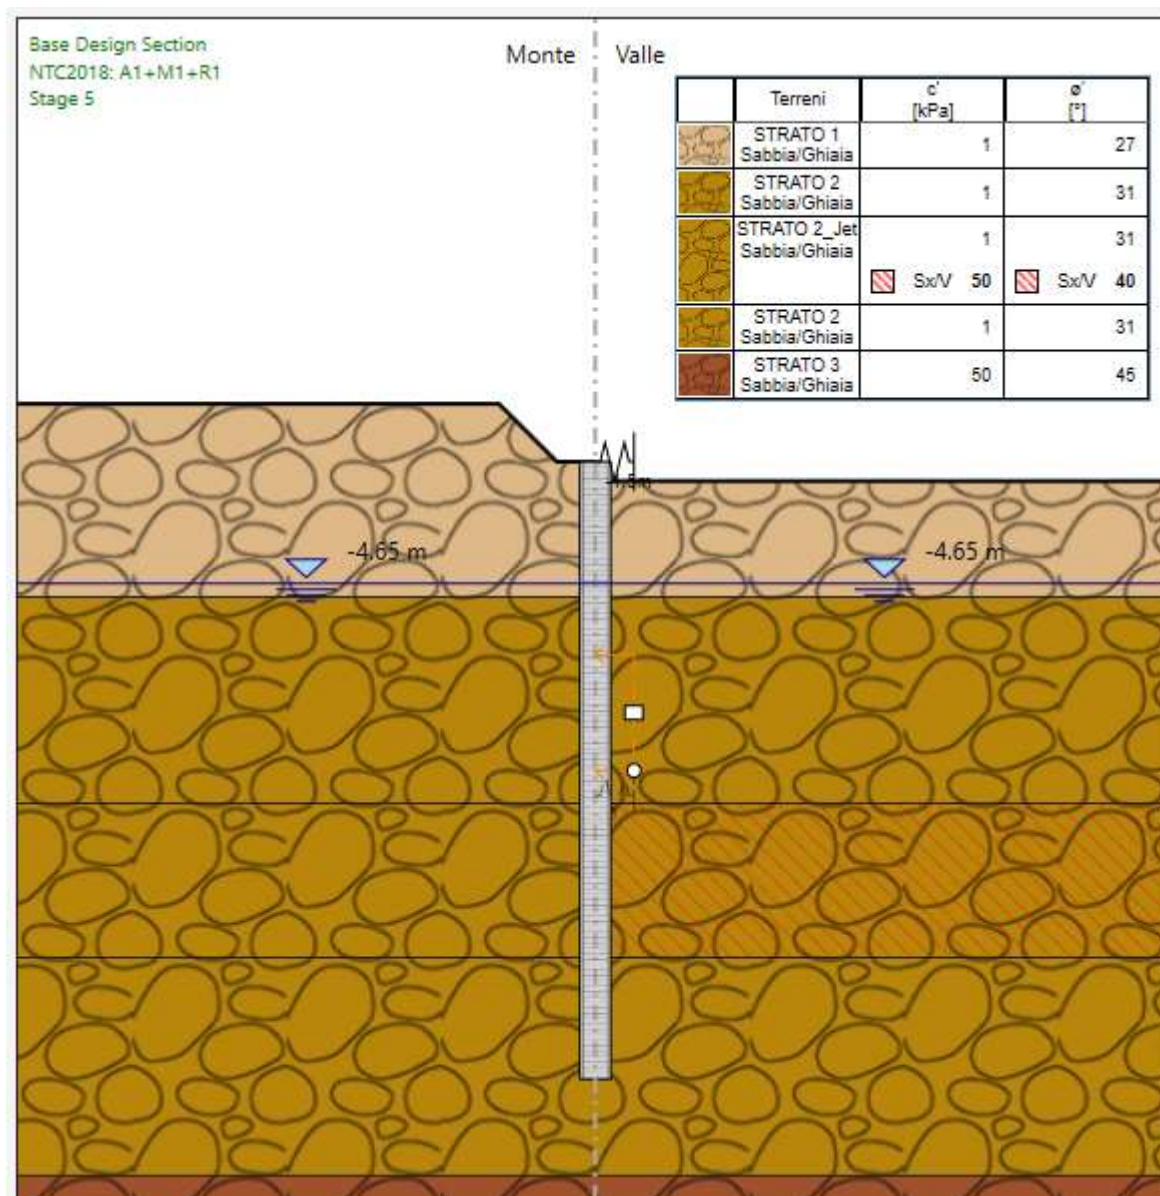 Base Design Section
NTC2018: A1+M1+R1
Stage 5
Monte Valle
Terreni c' [kPa] ø' [°]
STRATO 1 Sabbia/Ghiaia 1 27
STRATO 2 Sabbia/Ghiaia 1 31
STRATO 2_Jet Sabbia/Ghiaia 1 31
Sx/V 50 Sx/V 40
STRATO 2 Sabbia/Ghiaia 1 31
STRATO 3 Sabbia/Ghiaia 50 45
-4.65 m -4.65 m